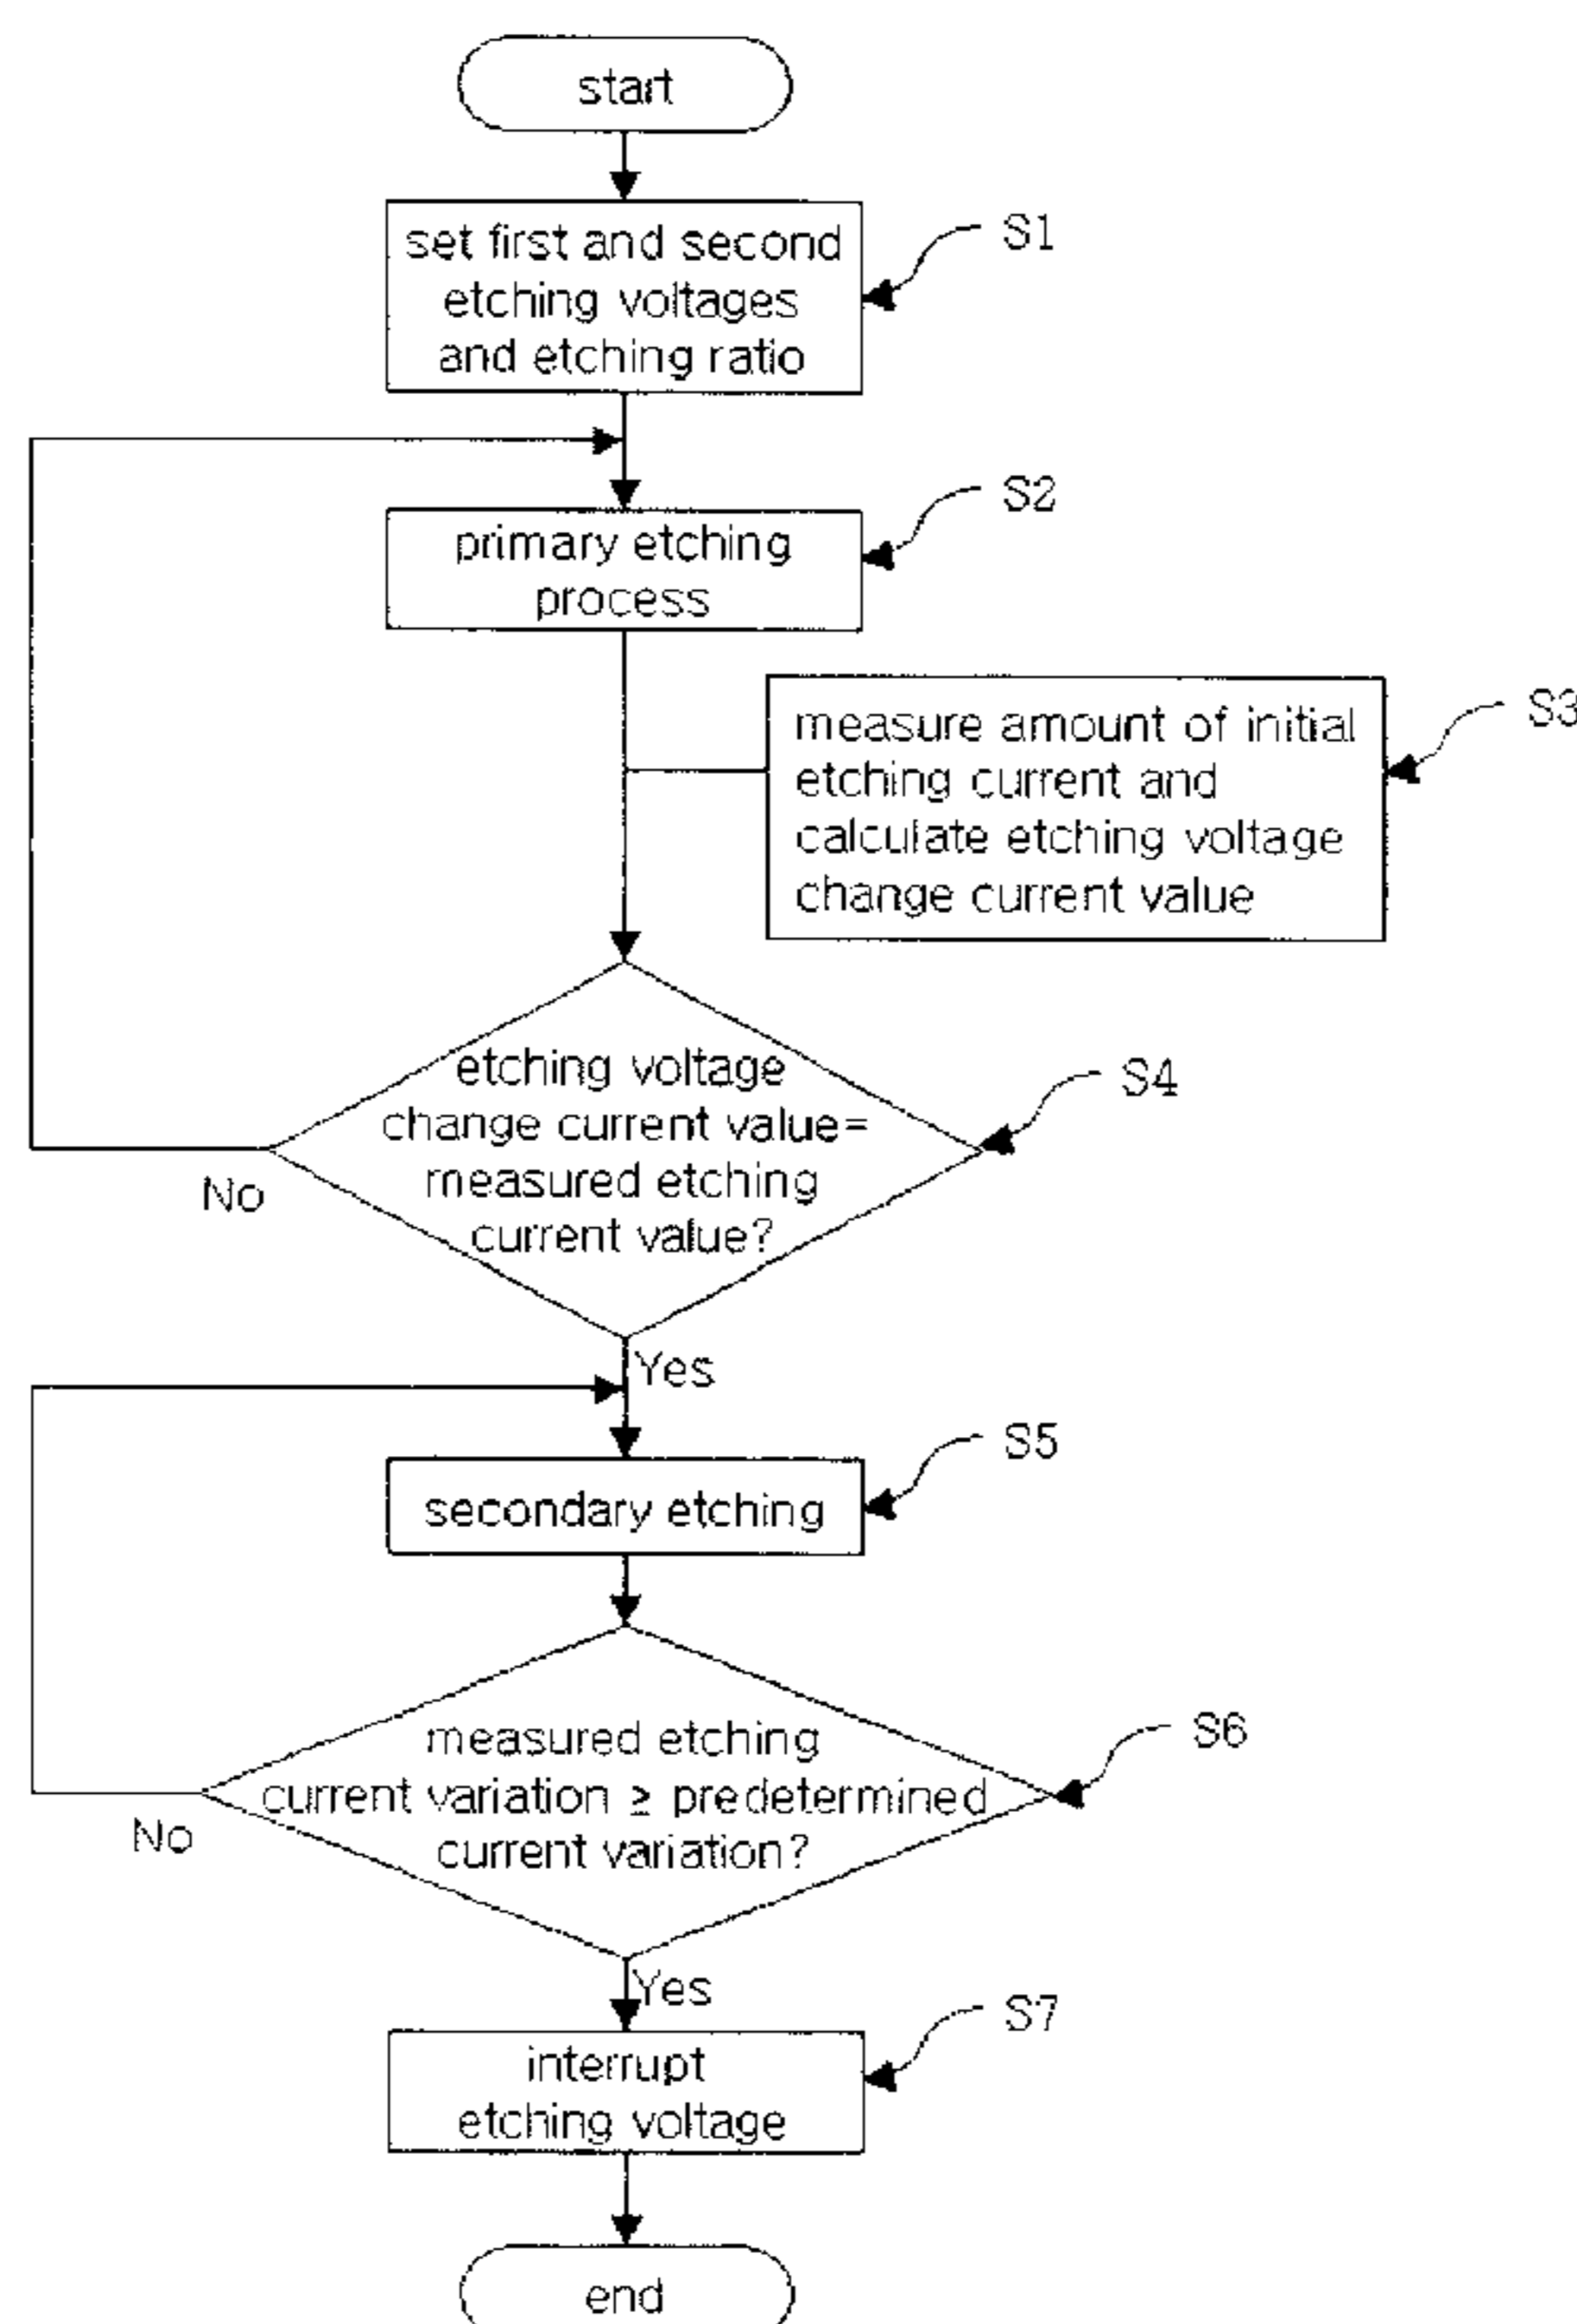 start
set first and second
etching voltages
and etching ratio
S1
primary etching
process
S2
measure amount of initial
etching current and
calculate etching voltage
change current value
S3
etching voltage
change current value=
measured etching
current value?
S4
No
Yes
secondary etching
S5
measured etching
current variation ≥ predetermined
current variation?
S6
No
Yes
interrupt
etching voltage
S7
end